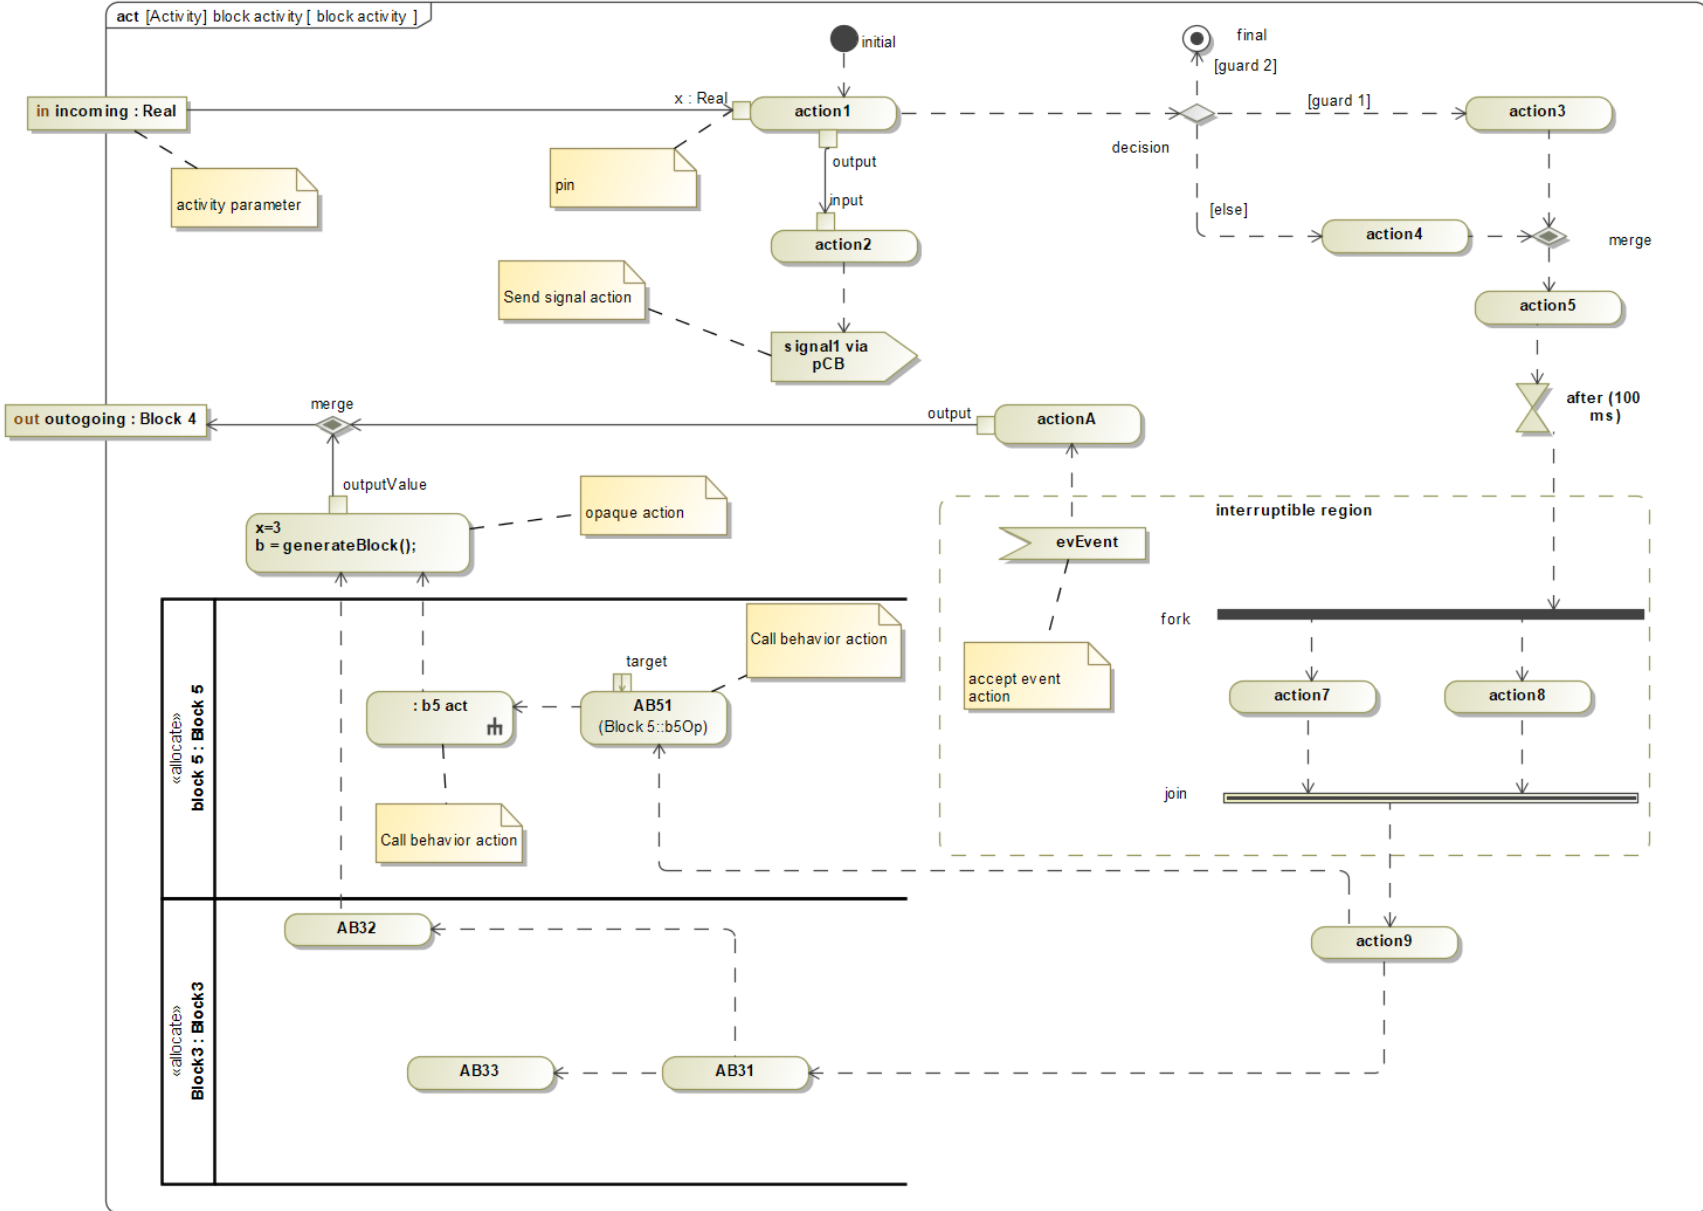 act [Activity] block activity [ block activity ]
initial
final
[guard 2]
in incoming : Real
x : Real
action1
[guard 1]
action3
decision
output
pin
activity parameter
input
[else]
action2
action4
merge
Send signal action
action5
signal1 via
pCB
after (100
ms)
merge
out outogoing : Block 4
output
actionA
outputValue
opaque action
interruptible region
x=3
b = generateBlock();
evEvent
fork
Call behavior action
target
accept event
action
action7
action8
: b5 act
AB51
(Block 5::b5Op)
«allocate»
block 5 : Block 5
join
Call behavior action
AB32
action9
«allocate»
Block3 : Block3
AB33
AB31